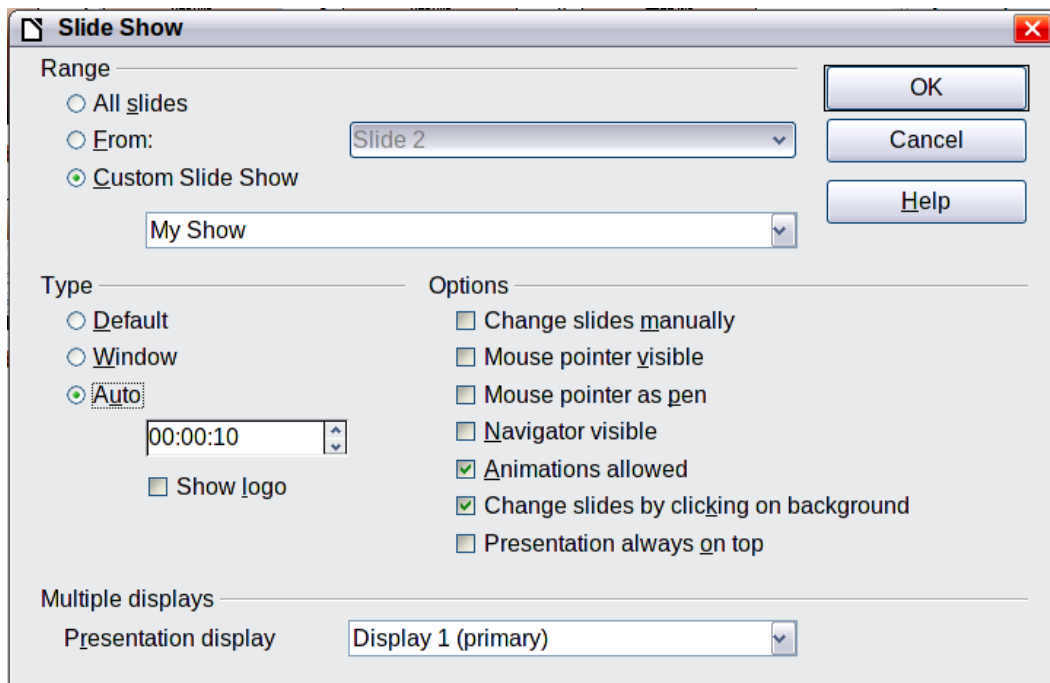 Slide Show
Range
OK
All slides
From:
Slide 2
Cancel
Custom Slide Show
Help
My Show
Type
Options
Default
Change slides manually
Window
Mouse pointer visible
Auto
Mouse pointer as pen
00:00:10
Navigator visible
Animations allowed
Show logo
Change slides by clicking on background
Presentation always on top
Multiple displays
Presentation display
Display 1 (primary)